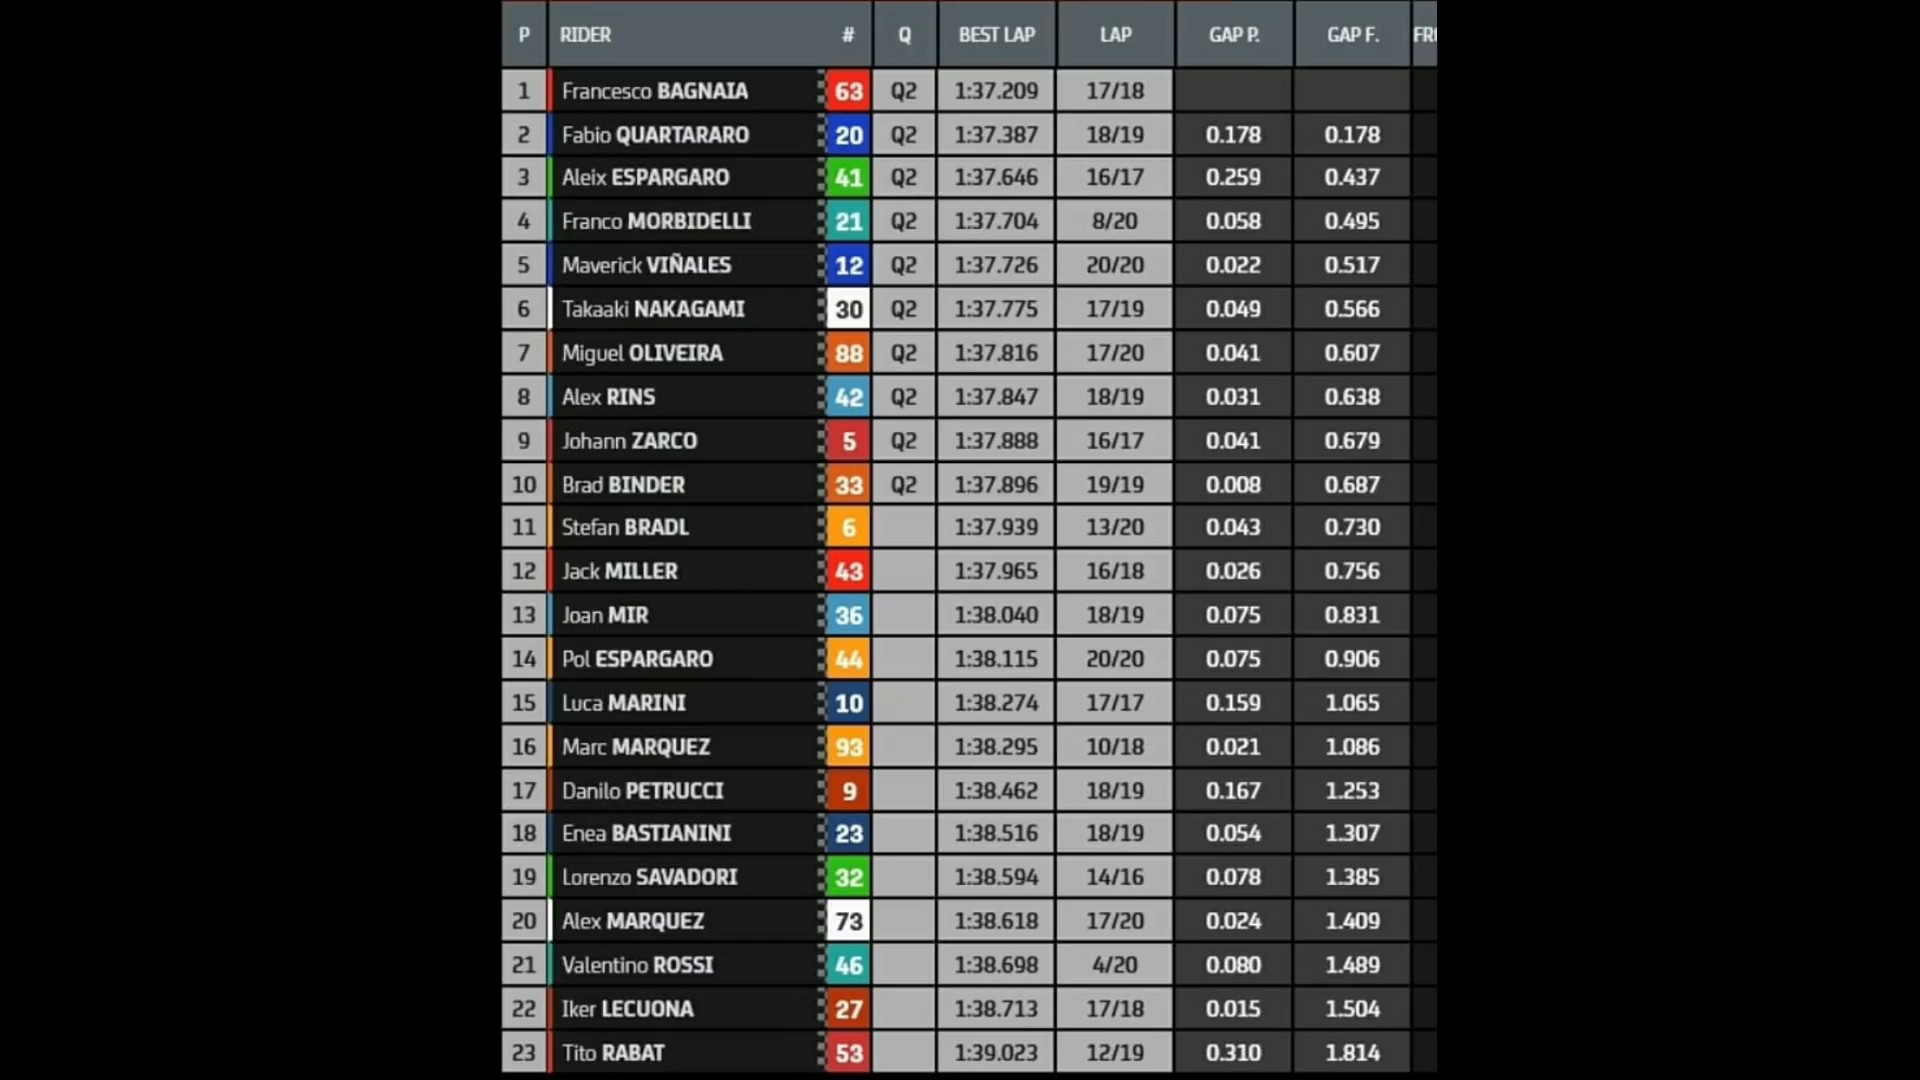 P RIDER # Q BEST LAP LAP GAP P. GAP F.
1 Francesco BAGNAIA 63 Q2 1:37.209 17/18
2 Fabio QUARTARARO 20 Q2 1:37.387 18/19 0.178 0.178
3 Aleix ESPARGARO 41 Q2 1:37.646 16/17 0.259 0.437
4 Franco MORBIDELLI 21 Q2 1:37.704 8/20 0.058 0.495
5 Maverick VIÑALES 12 Q2 1:37.726 20/20 0.022 0.517
6 Takaaki NAKAGAMI 30 Q2 1:37.775 17/19 0.049 0.566
7 Miguel OLIVEIRA 88 Q2 1:37.816 17/20 0.041 0.607
8 Alex RINS 42 Q2 1:37.847 18/19 0.031 0.638
9 Johann ZARCO 5 Q2 1:37.888 16/17 0.041 0.679
10 Brad BINDER 33 Q2 1:37.896 19/19 0.008 0.687
11 Stefan BRADL 6 1:37.939 13/20 0.043 0.730
12 Jack MILLER 43 1:37.965 16/18 0.026 0.756
13 Joan MIR 36 1:38.040 18/19 0.075 0.831
14 Pol ESPARGARO 44 1:38.115 20/20 0.075 0.906
15 Luca MARINI 10 1:38.274 17/17 0.159 1.065
16 Marc MARQUEZ 93 1:38.295 10/18 0.021 1.086
17 Danilo PETRUCCI 9 1:38.462 18/19 0.167 1.253
18 Enea BASTIANINI 23 1:38.516 18/19 0.054 1.307
19 Lorenzo SAVADORI 32 1:38.594 14/16 0.078 1.385
20 Alex MARQUEZ 73 1:38.618 17/20 0.024 1.409
21 Valentino ROSSI 46 1:38.698 4/20 0.080 1.489
22 Iker LECUONA 27 1:38.713 17/18 0.015 1.504
23 Tito RABAT 53 1:39.023 12/19 0.310 1.814